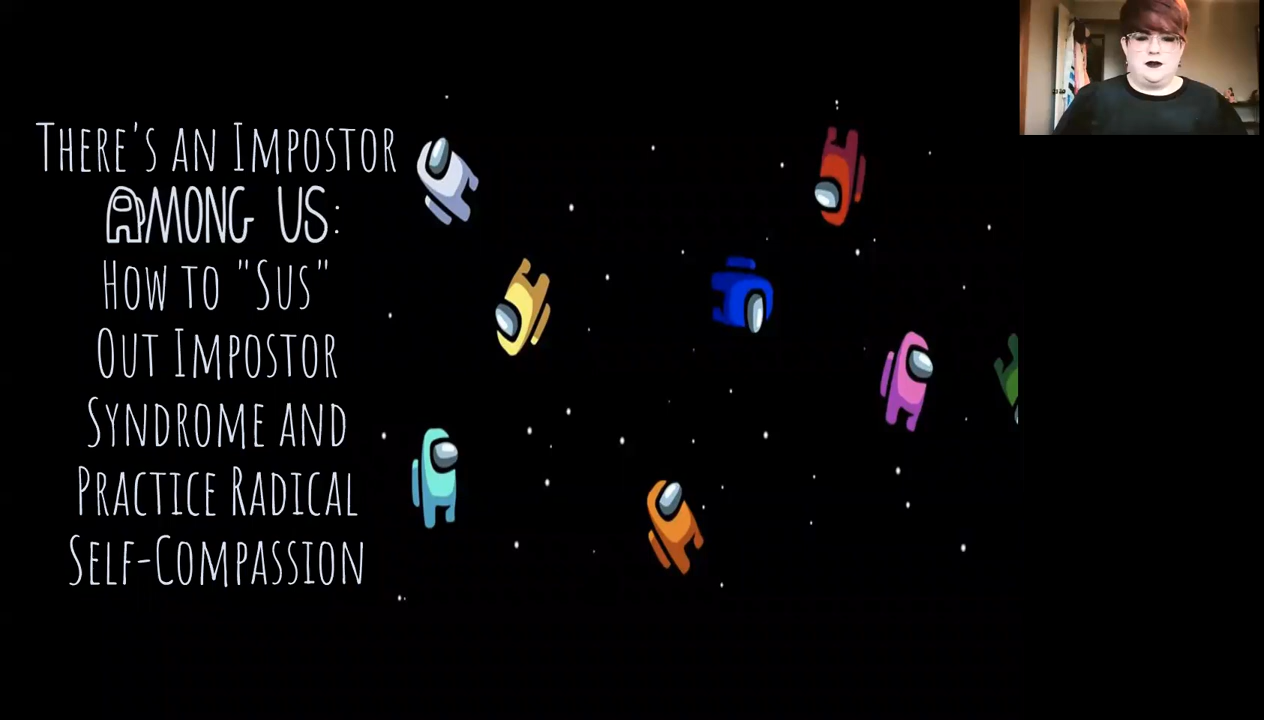 There's an Impostor
Among Us:
How to "Sus"
Out Impostor
Syndrome and
Practice Radical
Self-Compassion